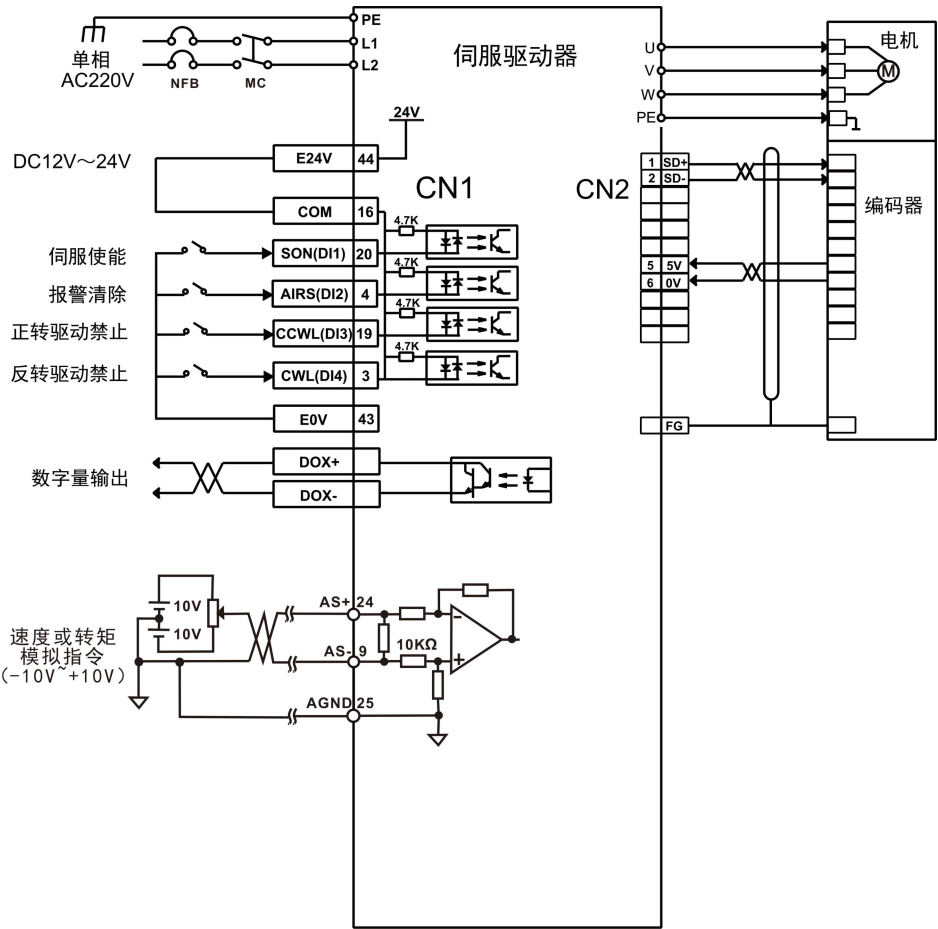 PE
L1
L2
单相
AC220V
NFB
MC
伺服驱动器
U
V
W
PE
电机
M
24V
DC12V～24V
E24V 44
COM 16
CN1
4.7K
伺服使能
SON(DI1) 20
4.7K
报警清除
AIRS(DI2) 4
4.7K
正转驱动禁止
CCWL(DI3) 19
4.7K
反转驱动禁止
CWL(DI4) 3
E0V 43
CN2
1 SD+
2 SD-
5 5V
6 0V
FG
编码器
数字量输出
DOX+
DOX-
速度或转矩
模拟指令
(-10V~+10V)
10V
10V
AS+ 24
AS- 9
10KΩ
AGND 25
-
+